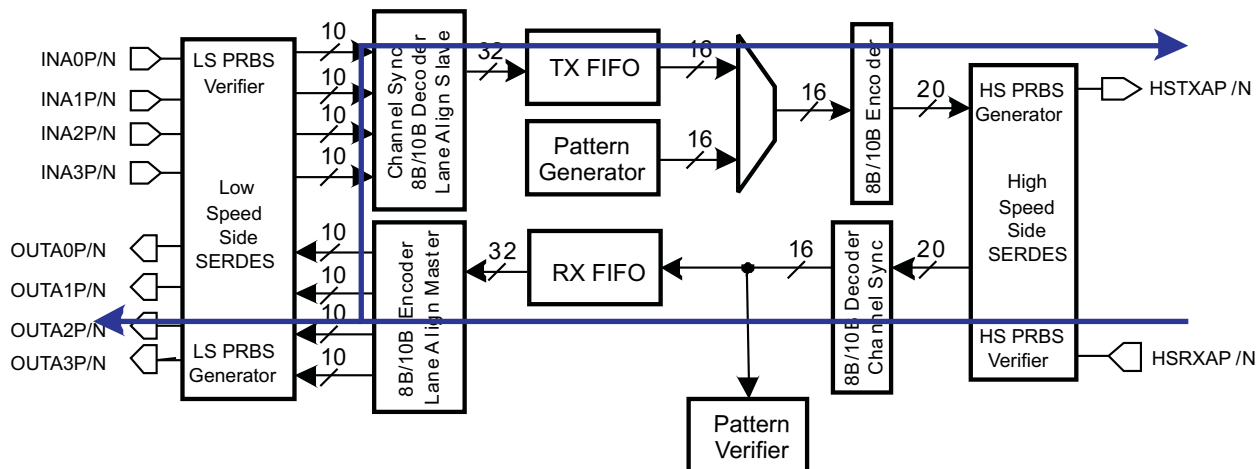 INA0P/N
INA1P/N
INA2P/N
INA3P/N
OUTA0P/N
OUTA1P/N
OUTA2P/N
OUTA3P/N
LS PRBS
Verifier
Low
Speed
Side
SERDES
LS PRBS
Generator
10
10
10
10
10
10
10
10
Channel Sync
8B/10B Decoder
Lane Align Slave
8B/10B Encoder
Lane Align Master
32
TX FIFO
16
Pattern
Generator
16
16
8B/10B Encoder
20
32
RX FIFO
16
8B/10B Decoder
Channel Sync
20
Pattern
Verifier
HS PRBS
Generator
High
Speed
Side
SERDES
HS PRBS
Verifier
HSTXAP /N
HSRXAP /N